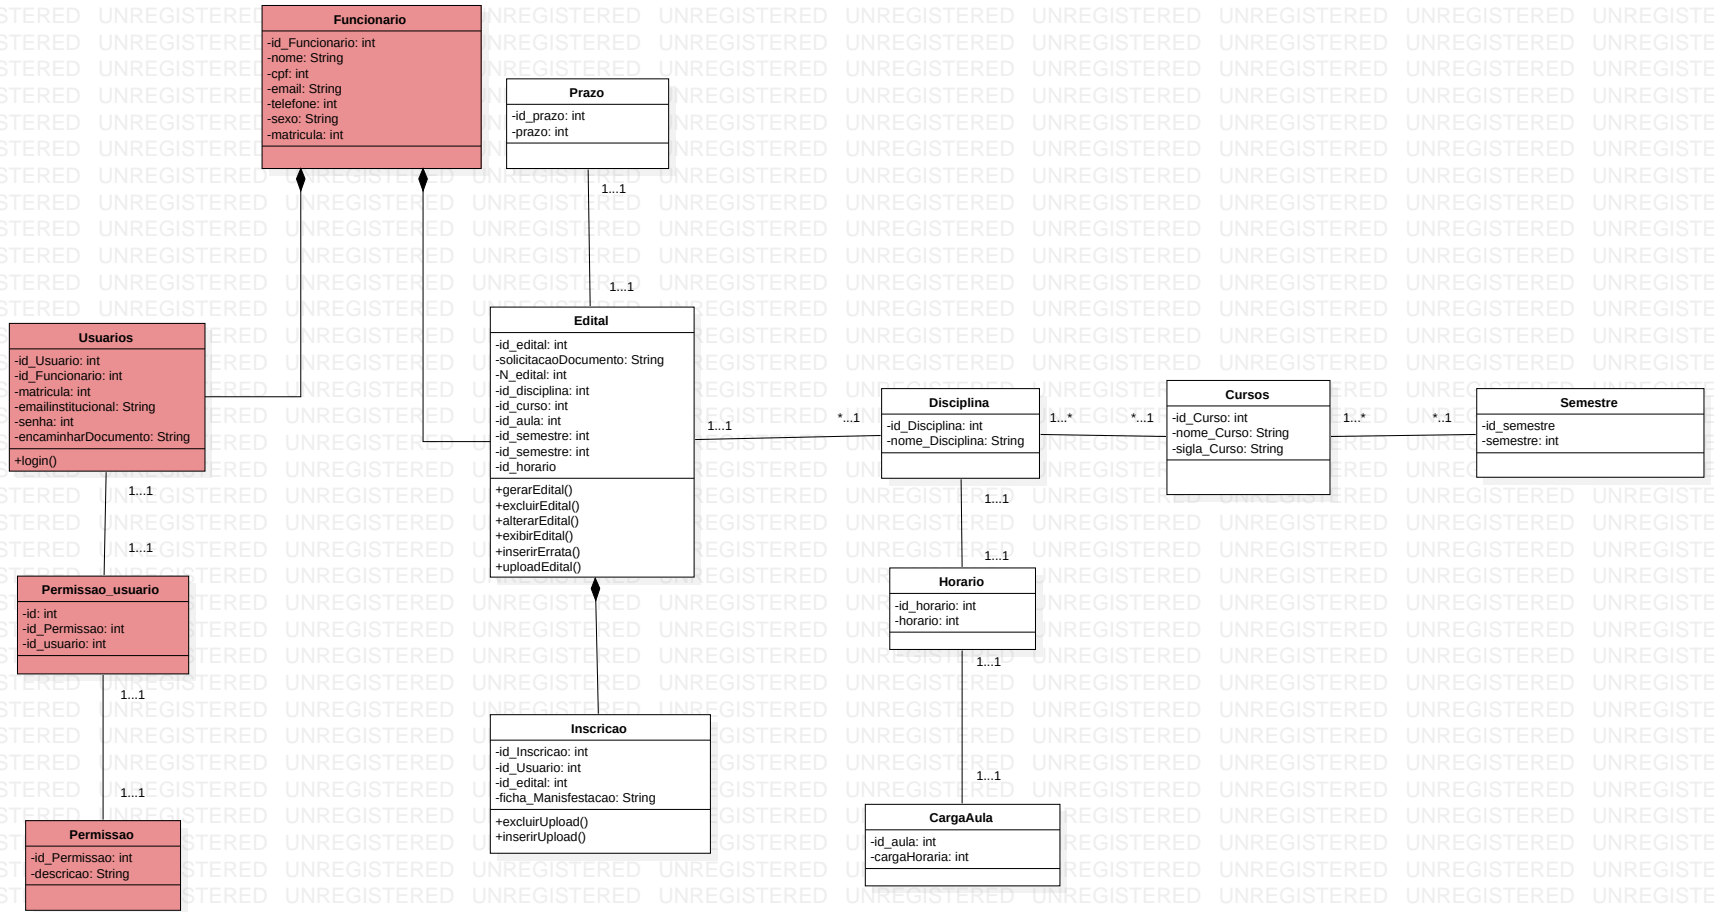 Funcionario
-id_Funcionario: int
-nome: String
-cpf: int
-email: String
-telefone: int
-sexo: String
-matricula: int
Prazo
-id_prazo: int
-prazo: int
1...1
1...1
Usuarios
-id_Usuario: int
-id_Funcionario: int
-matricula: int
-emailinstitucional: String
-senha: int
-encaminharDocumento: String
+login()
1...1
1...1
Permissao_usuario
-id: int
-id_Permissao: int
-id_usuario: int
1...1
1...1
Permissao
-id_Permissao: int
-descricao: String
Edital
-id_edital: int
-solicitacaoDocumento: String
-N_edital: int
-id_disciplina: int
-id_curso: int
-id_aula: int
-id_semestre: int
-id_semestre: int
-id_horario
+gerarEdital()
+excluirEdital()
+alterarEdital()
+exibirEdital()
+inserirErrata()
+uploadEdital()
1...1
*...1
Inscricao
-id_Inscricao: int
-id_Usuario: int
-id_edital: int
-ficha_Manisfestacao: String
+excluirUpload()
+inserirUpload()
Disciplina
-id_Disciplina: int
-nome_Disciplina: String
1...*
*...1
Cursos
-id_Curso: int
-nome_Curso: String
-sigla_Curso: String
1...*
*..1
Semestre
-id_semestre
-semestre: int
1...1
1...1
Horario
-id_horario: int
-horario: int
1...1
1...1
CargaAula
-id_aula: int
-cargaHoraria: int
UNREGISTERED